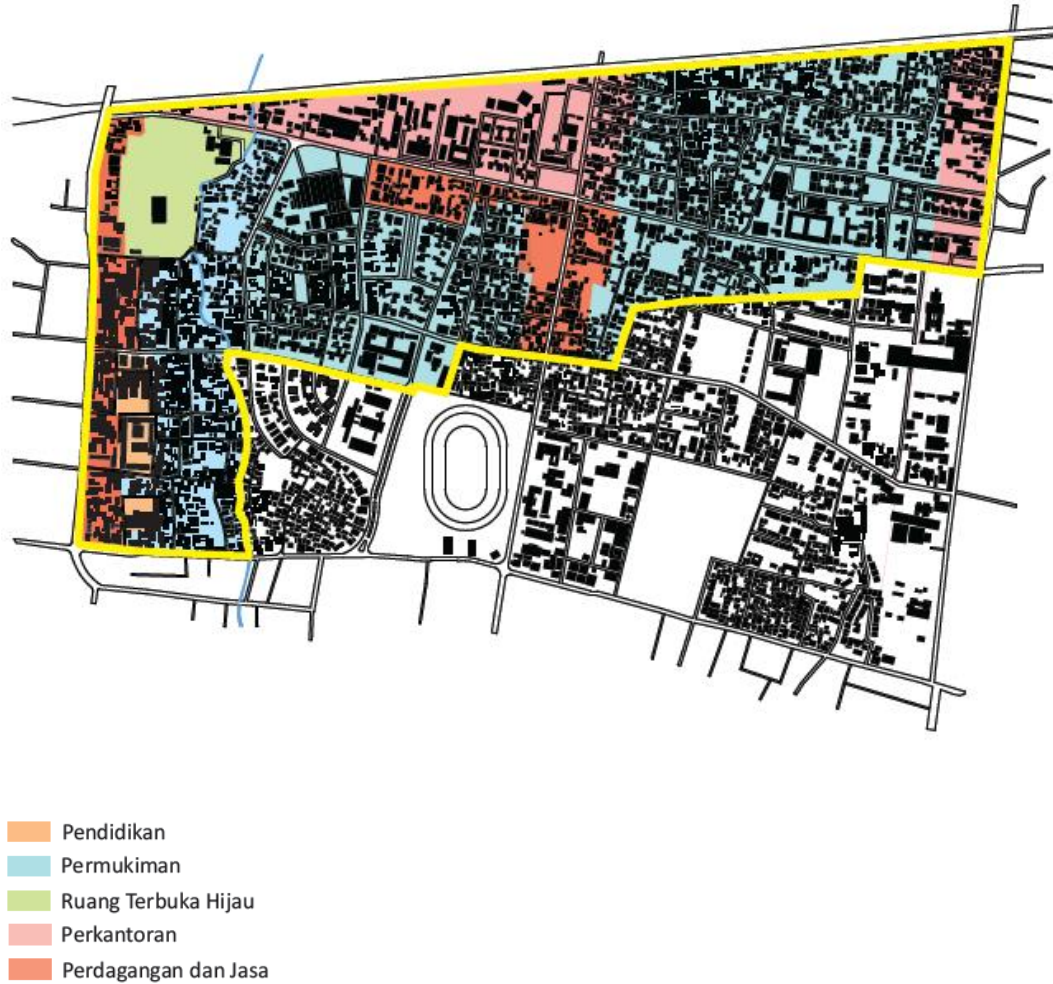 Pendidikan
Permukiman
Ruang Terbuka Hijau
Perkantoran
Perdagangan dan Jasa